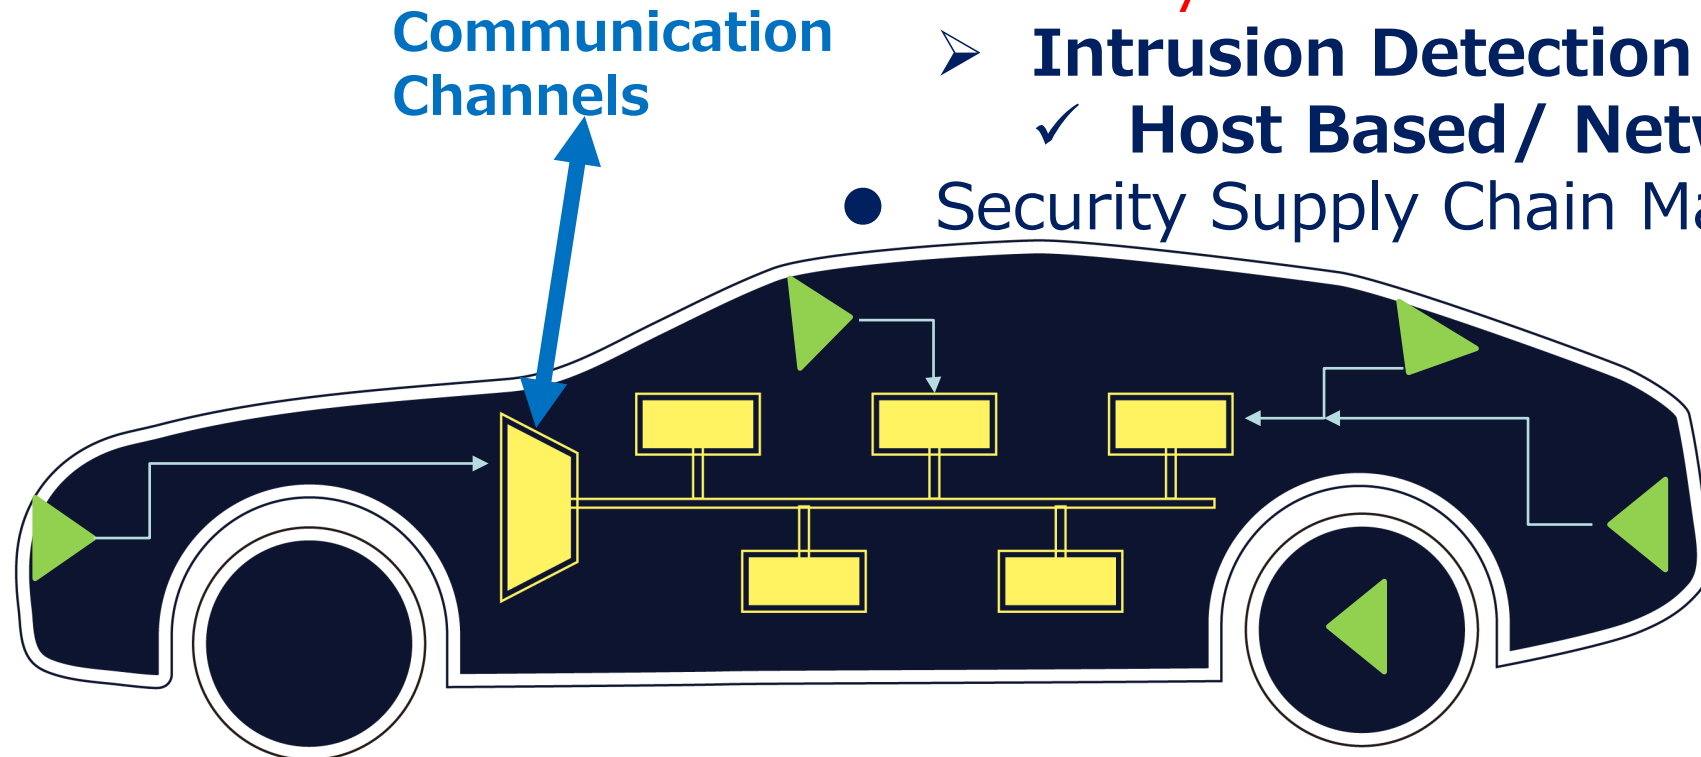 Communication
Channels
➢ Intrusion Detection
✓ Host Based/
● Security Supply Chain